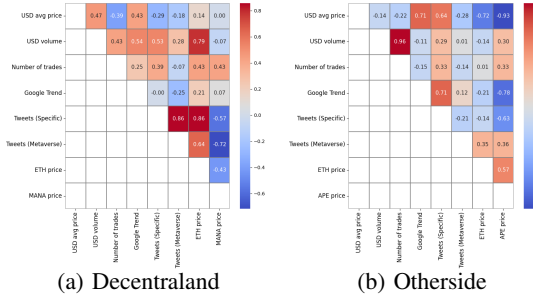 USD avg price 0.47 -0.39 0.43 -0.29 -0.18 0.14 0.00
USD volume 0.43 0.54 0.53 0.28 0.79 -0.07
Number of trades 0.25 0.39 -0.07 0.43 0.43
Google Trend -0.00 -0.25 0.21 0.07
Tweets (Specific) 0.86 0.86 -0.57
Tweets (Metaverse) 0.64 -0.72
ETH price -0.43
MANA price
USD avg price
USD volume
Number of trades
Google Trend
Tweets (Specific)
Tweets (Metaverse)
ETH price
MANA price
0.8
0.6
0.4
0.2
0.0
-0.2
-0.4
-0.6
(a) Decentraland
USD avg price -0.14 -0.22 0.71 0.64 -0.28 -0.72 -0.93
USD volume 0.96 -0.11 0.29 0.01 -0.14 0.30
Number of trades -0.15 0.33 -0.14 0.01 0.33
Google Trend 0.71 0.12 -0.21 -0.78
Tweets (Specific) -0.21 -0.14 -0.63
Tweets (Metaverse) 0.35 0.36
ETH price 0.57
APE price
USD avg price
USD volume
Number of trades
Google Trend
Tweets (Specific)
Tweets (Metaverse)
ETH price
APE price
(b) Otherside